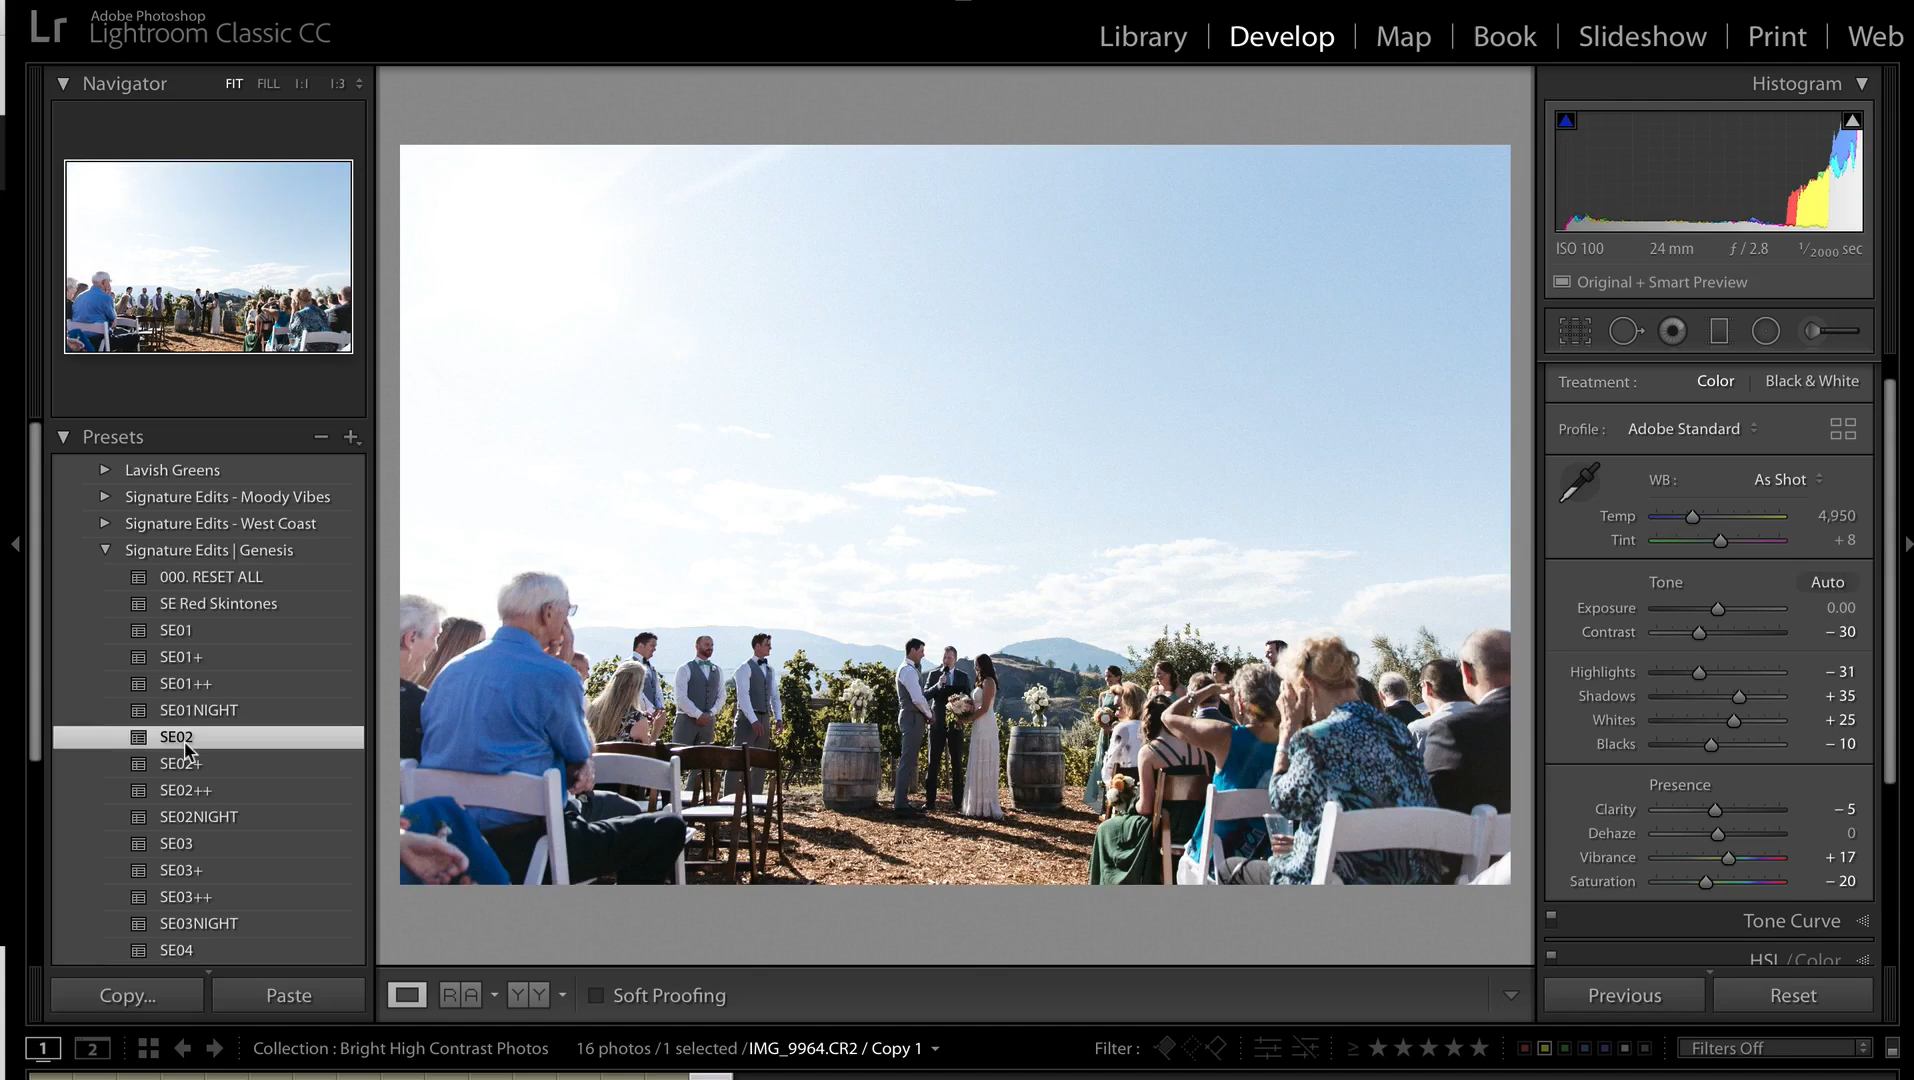 Lr Adobe Photoshop
Lightroom Classic CC
Library | Develop | Map | Book | Slideshow | Print | Web
Navigator FIT FILL 1:1 1:3
Presets
Lavish Greens
Signature Edits - Moody Vibes
Signature Edits - West Coast
Signature Edits | Genesis
000. RESET ALL
SE Red Skintones
SE01
SE01+
SE01++
SE01NIGHT
SE02
SE02+
SE02++
SE02NIGHT
SE03
SE03+
SE03++
SE03NIGHT
SE04
Copy... Paste
R A Y Y Soft Proofing
Histogram
ISO 100 24 mm ƒ / 2.8 1/2000 sec
Original + Smart Preview
Treatment : Color Black & White
Profile : Adobe Standard
WB : As Shot
Temp 4,950
Tint + 8
Tone Auto
Exposure 0.00
Contrast – 30
Highlights – 31
Shadows + 35
Whites + 25
Blacks – 10
Presence
Clarity – 5
Dehaze 0
Vibrance + 17
Saturation – 20
Tone Curve
HSL / Color
Previous Reset
1 2 Collection : Bright High Contrast Photos 16 photos / 1 selected / IMG_9964.CR2 / Copy 1 Filter : ≥ Filters Off